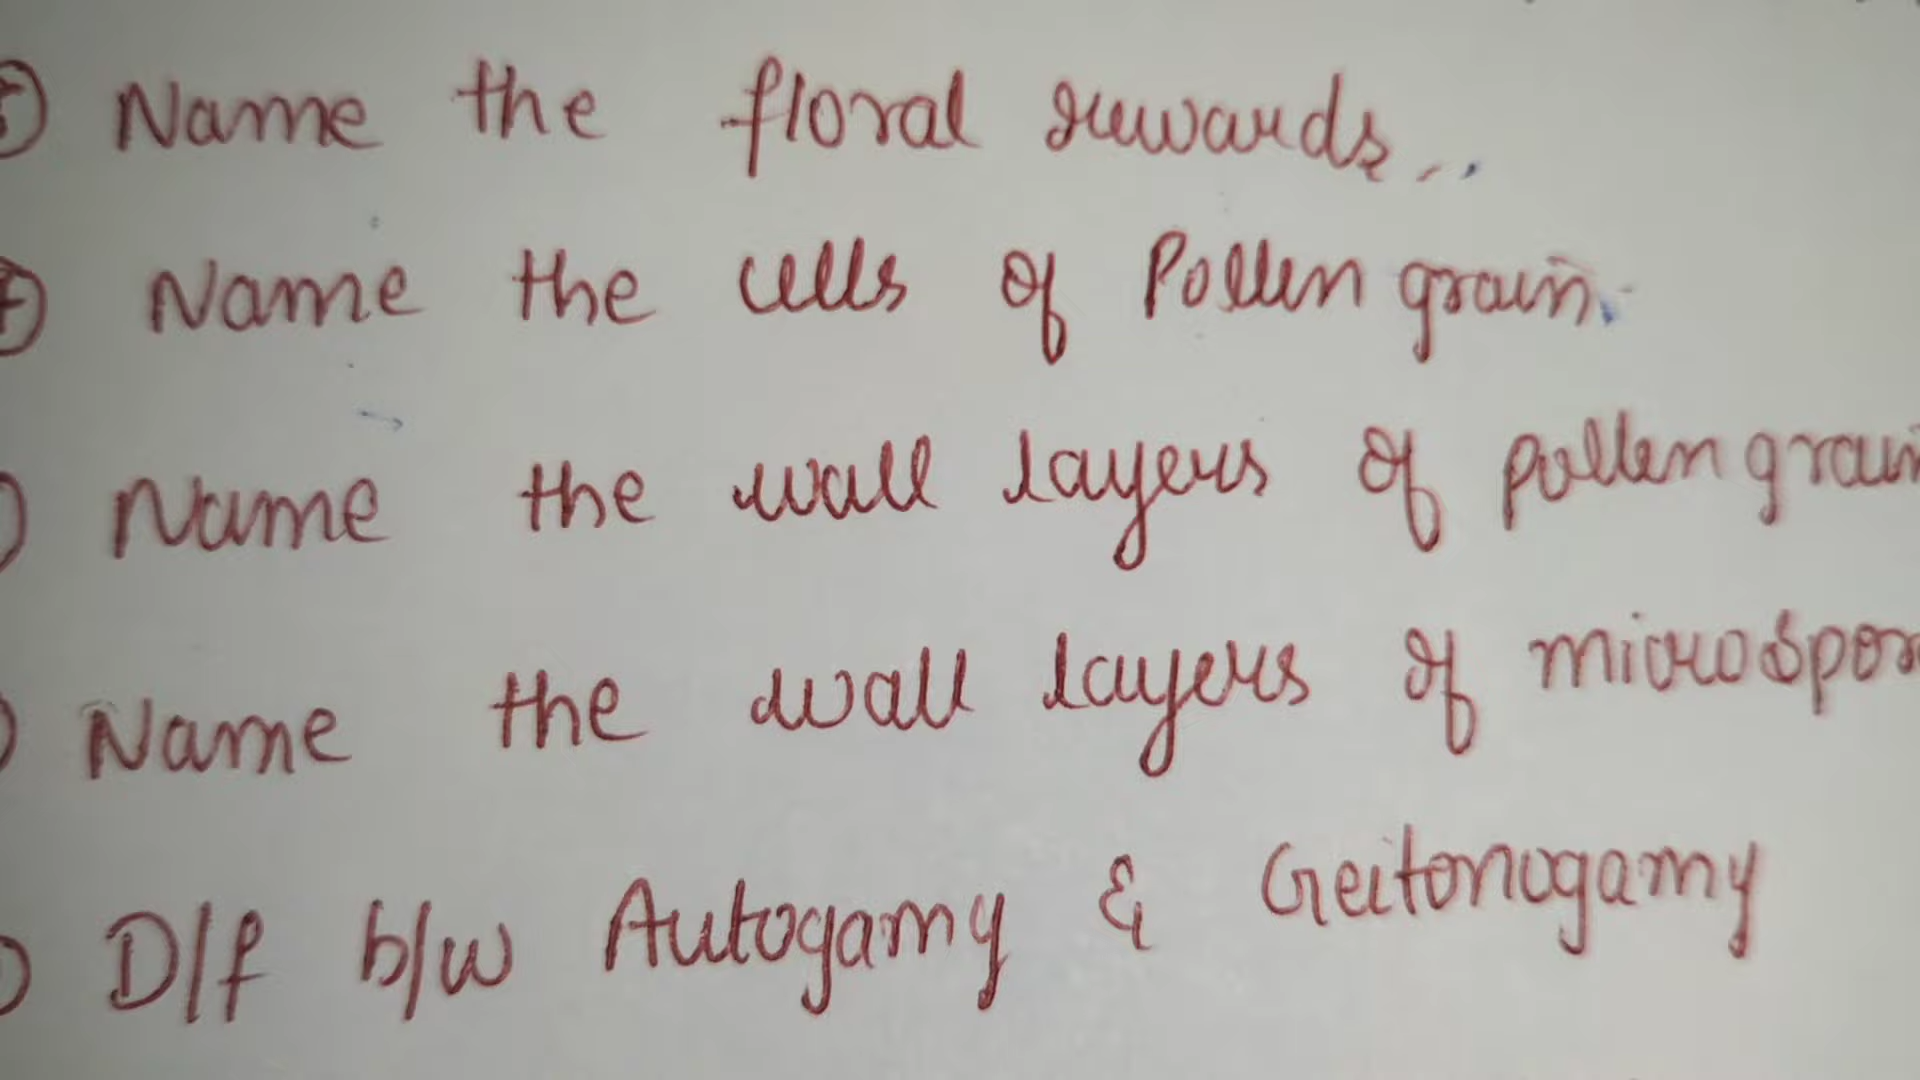 Name the floral rewards..
Name the cells of Pollen grain.
Name the wall layers of pollen grain
Name the wall layers of microspor
D/f b/w Autogamy & Geitonogamy